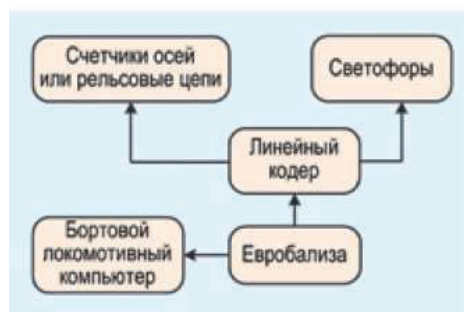 Счетчики осей
или рельсовые цепи
Светофоры
Линейный
кодер
Бортовой
локомотивный
компьютер
Евробализа